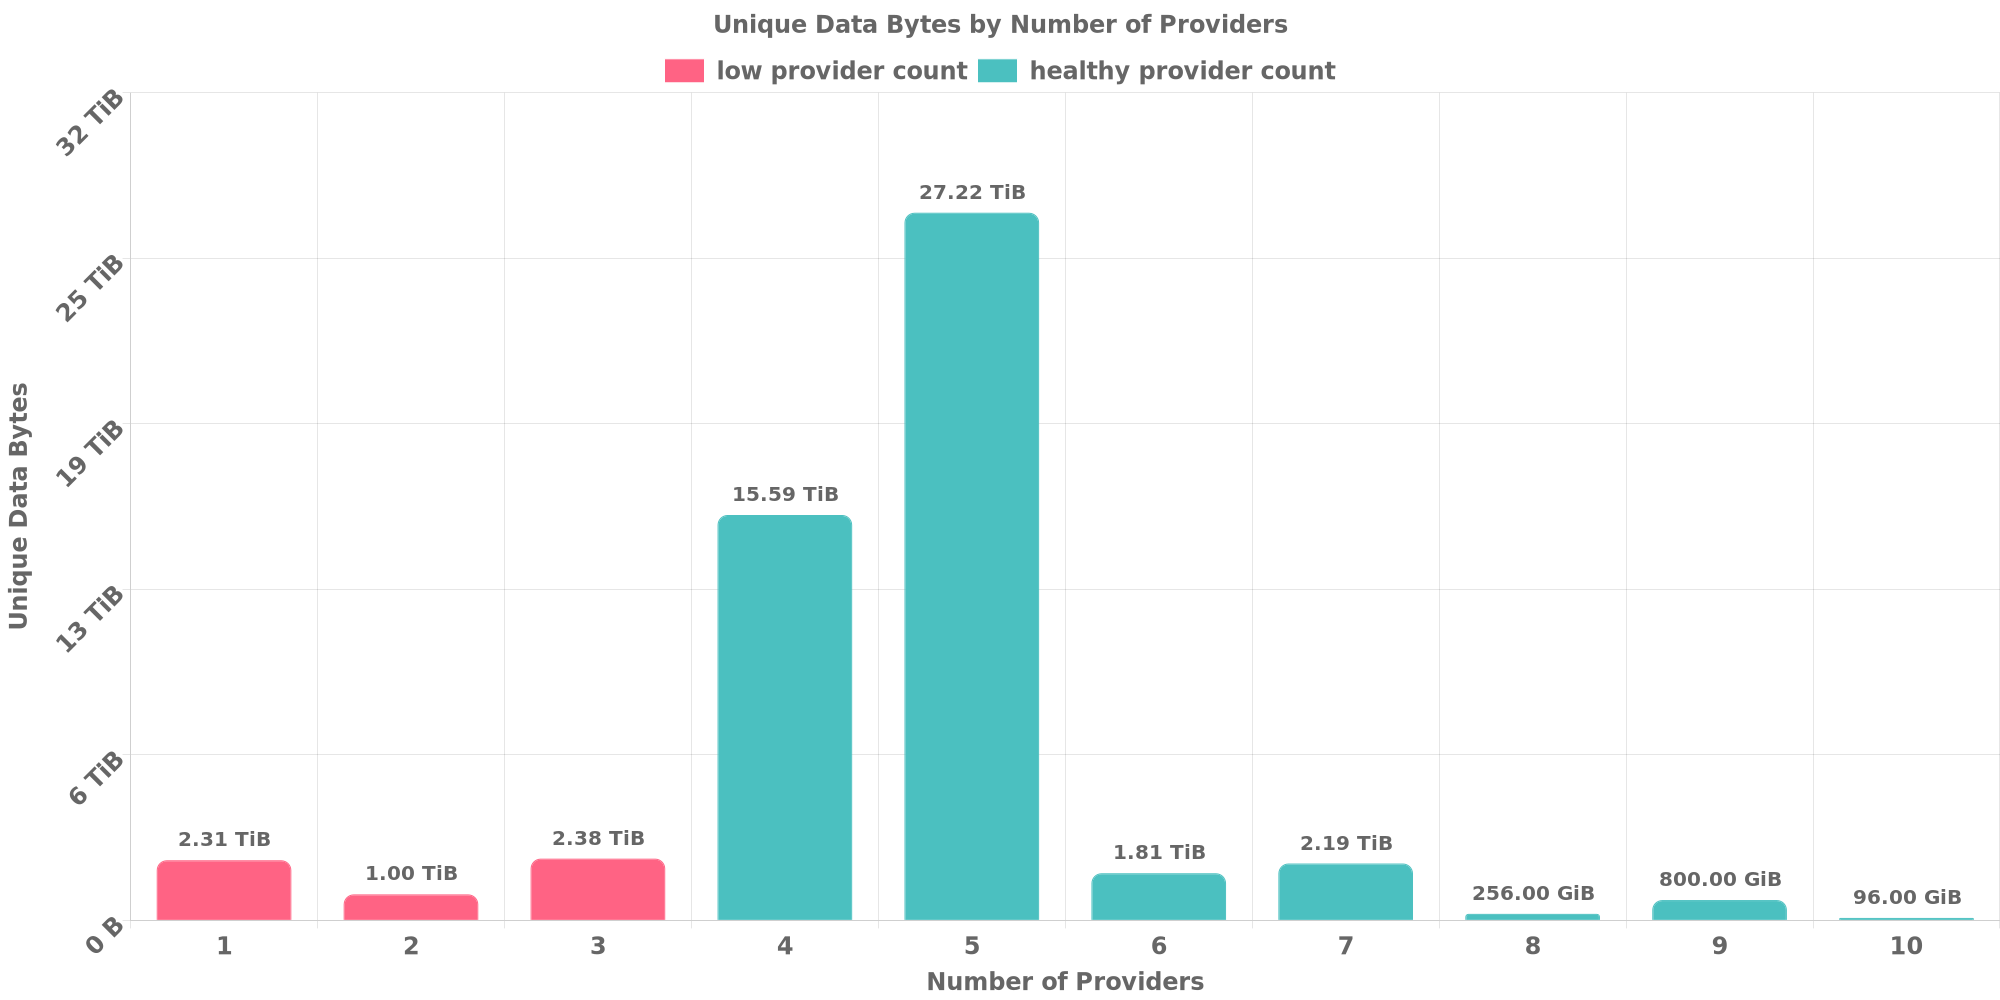 Unique Data Bytes by Number of Providers
low provider count healthy provider count
32 TiB
25 TiB
19 TiB
13 TiB
6 TiB
0 B
Unique Data Bytes
2.31 TiB
1.00 TiB
2.38 TiB
15.59 TiB
27.22 TiB
1.81 TiB
2.19 TiB
256.00 GiB
800.00 GiB
96.00 GiB
1 2 3 4 5 6 7 8 9 10
Number of Providers